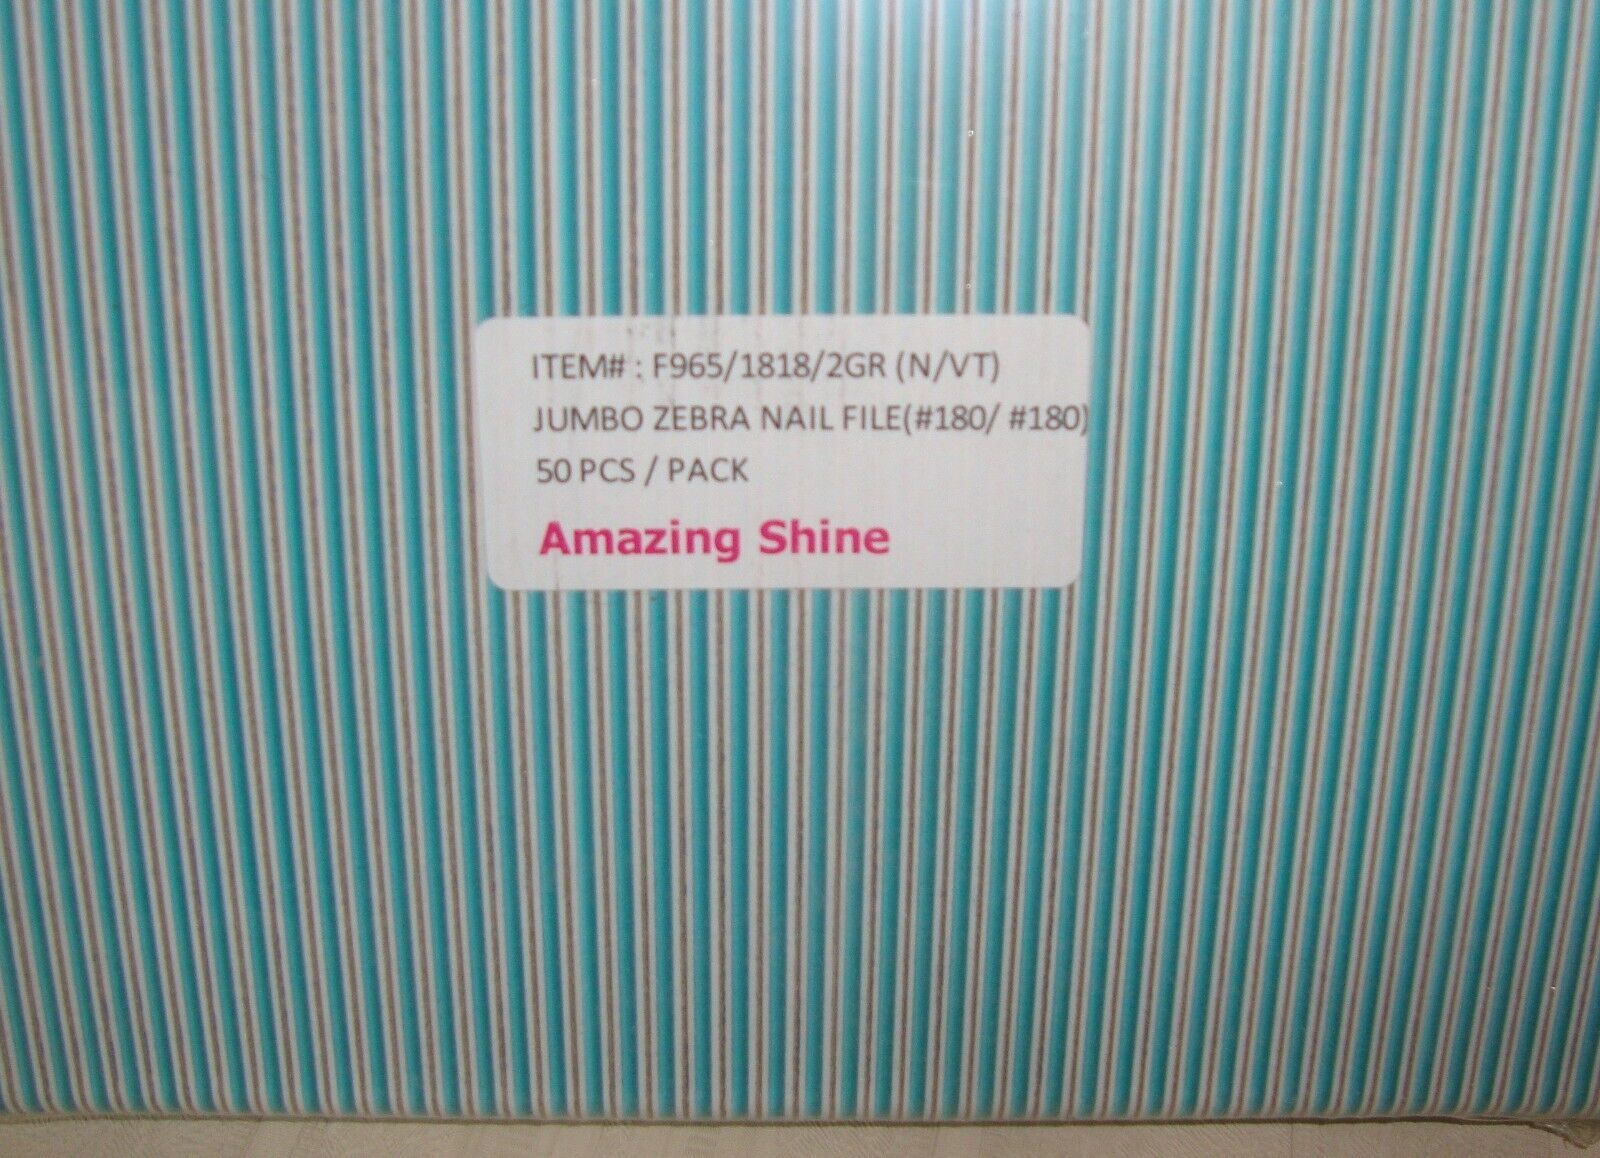 ITEM# : F965/1818/2GR (N/VT)
JUMBO ZEBRA NAIL FILE(#180/ #180)
50 PCS / PACK
Amazing Shine